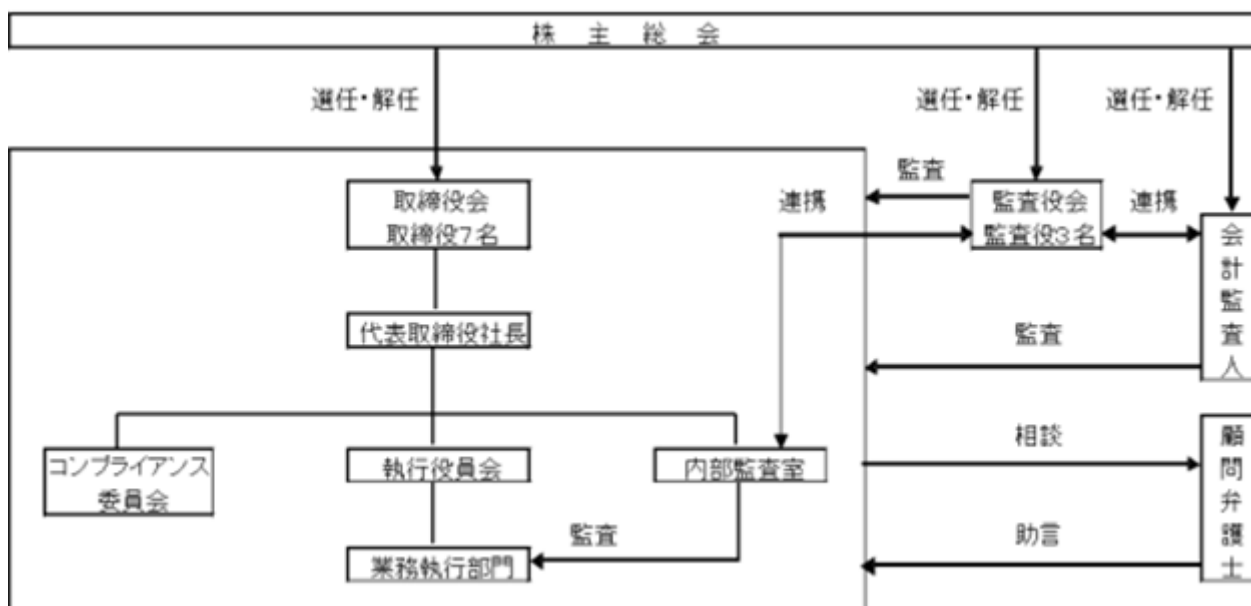 株主総会
選任・解任
選任・解任
選任・解任
取締役会
取締役7名
連携
監査
監査役会
監査役3名
連携
会計監査人
代表取締役社長
監査
コンプライアンス
委員会
執行役員会
内部監査室
相談
顧問弁護士
業務執行部門
監査
助言